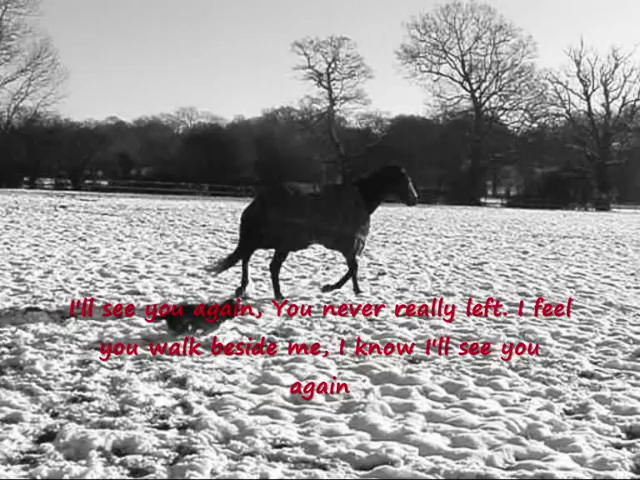 I'll see you again, You never really left. I feel
you walk beside me, I know I'll see you
again